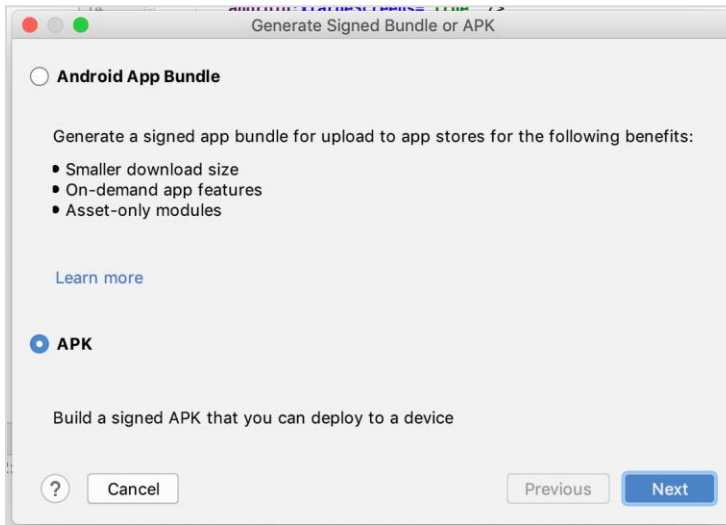 Generate Signed Bundle or APK
Android App Bundle
Generate a signed app bundle for upload to app stores for the following benefits:
• Smaller download size
• On-demand app features
• Asset-only modules
Learn more
APK
Build a signed APK that you can deploy to a device
?
Cancel
Previous
Next